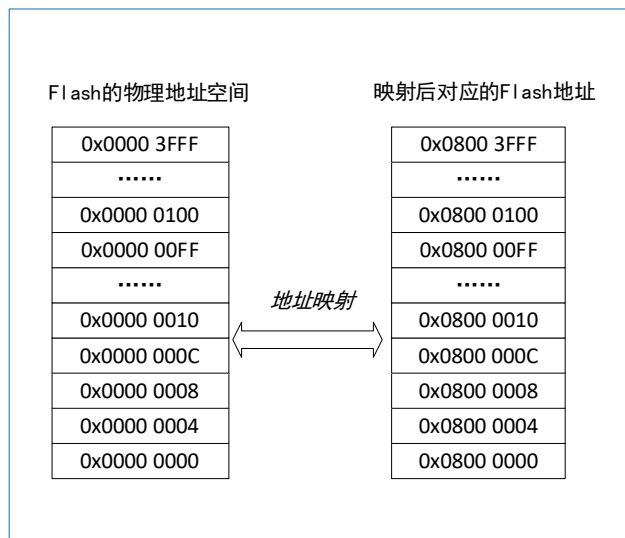 Flash的物理地址空间
映射后对应的Flash地址
0x0000 3FFF
0x0800 3FFF
......
......
0x0000 0100
0x0800 0100
0x0000 00FF
0x0800 00FF
......
......
地址映射
0x0000 0010
0x0800 0010
0x0000 000C
0x0800 000C
0x0000 0008
0x0800 0008
0x0000 0004
0x0800 0004
0x0000 0000
0x0800 0000